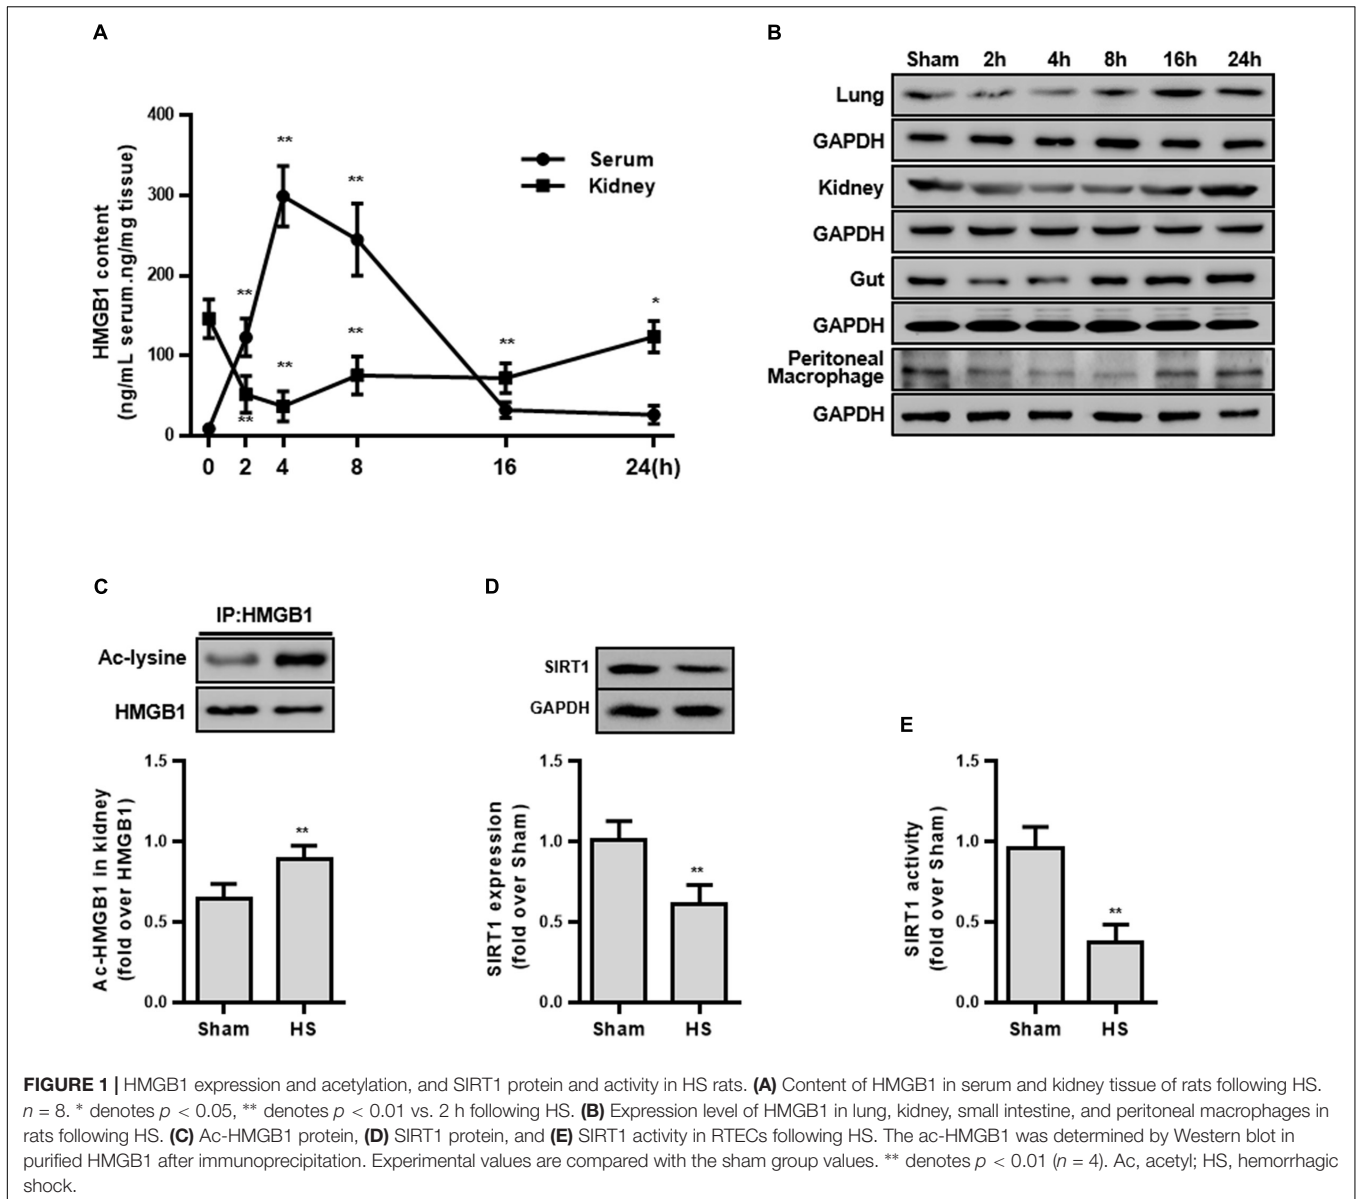 A
HMGB1 content
(ng/mL serum.ng/mg tissue)
400
300
200
100
0
**
**
**
**
**
**
**
*
Serum
Kidney
0 2 4 8 16 24(h)
B
Sham 2h 4h 8h 16h 24h
Lung
GAPDH
Kidney
GAPDH
Gut
GAPDH
Peritoneal
Macrophage
GAPDH
C
IP:HMGB1
Ac-lysine
HMGB1
Ac-HMGB1 in kidney
(fold over HMGB1)
1.5
1.0
0.5
0.0
**
Sham HS
D
SIRT1
GAPDH
SIRT1 expression
(fold over Sham)
1.5
1.0
0.5
0.0
**
Sham HS
E
SIRT1 activity
(fold over Sham)
1.5
1.0
0.5
0.0
**
Sham HS
FIGURE 1 | HMGB1 expression and acetylation, and SIRT1 protein and activity in HS rats. (A) Content of HMGB1 in serum and kidney tissue of rats following HS.
n = 8. * denotes p < 0.05, ** denotes p < 0.01 vs. 2 h following HS. (B) Expression level of HMGB1 in lung, kidney, small intestine, and peritoneal macrophages in
rats following HS. (C) Ac-HMGB1 protein, (D) SIRT1 protein, and (E) SIRT1 activity in RTECs following HS. The ac-HMGB1 was determined by Western blot in
purified HMGB1 after immunoprecipitation. Experimental values are compared with the sham group values. ** denotes p < 0.01 (n = 4). Ac, acetyl; HS, hemorrhagic
shock.